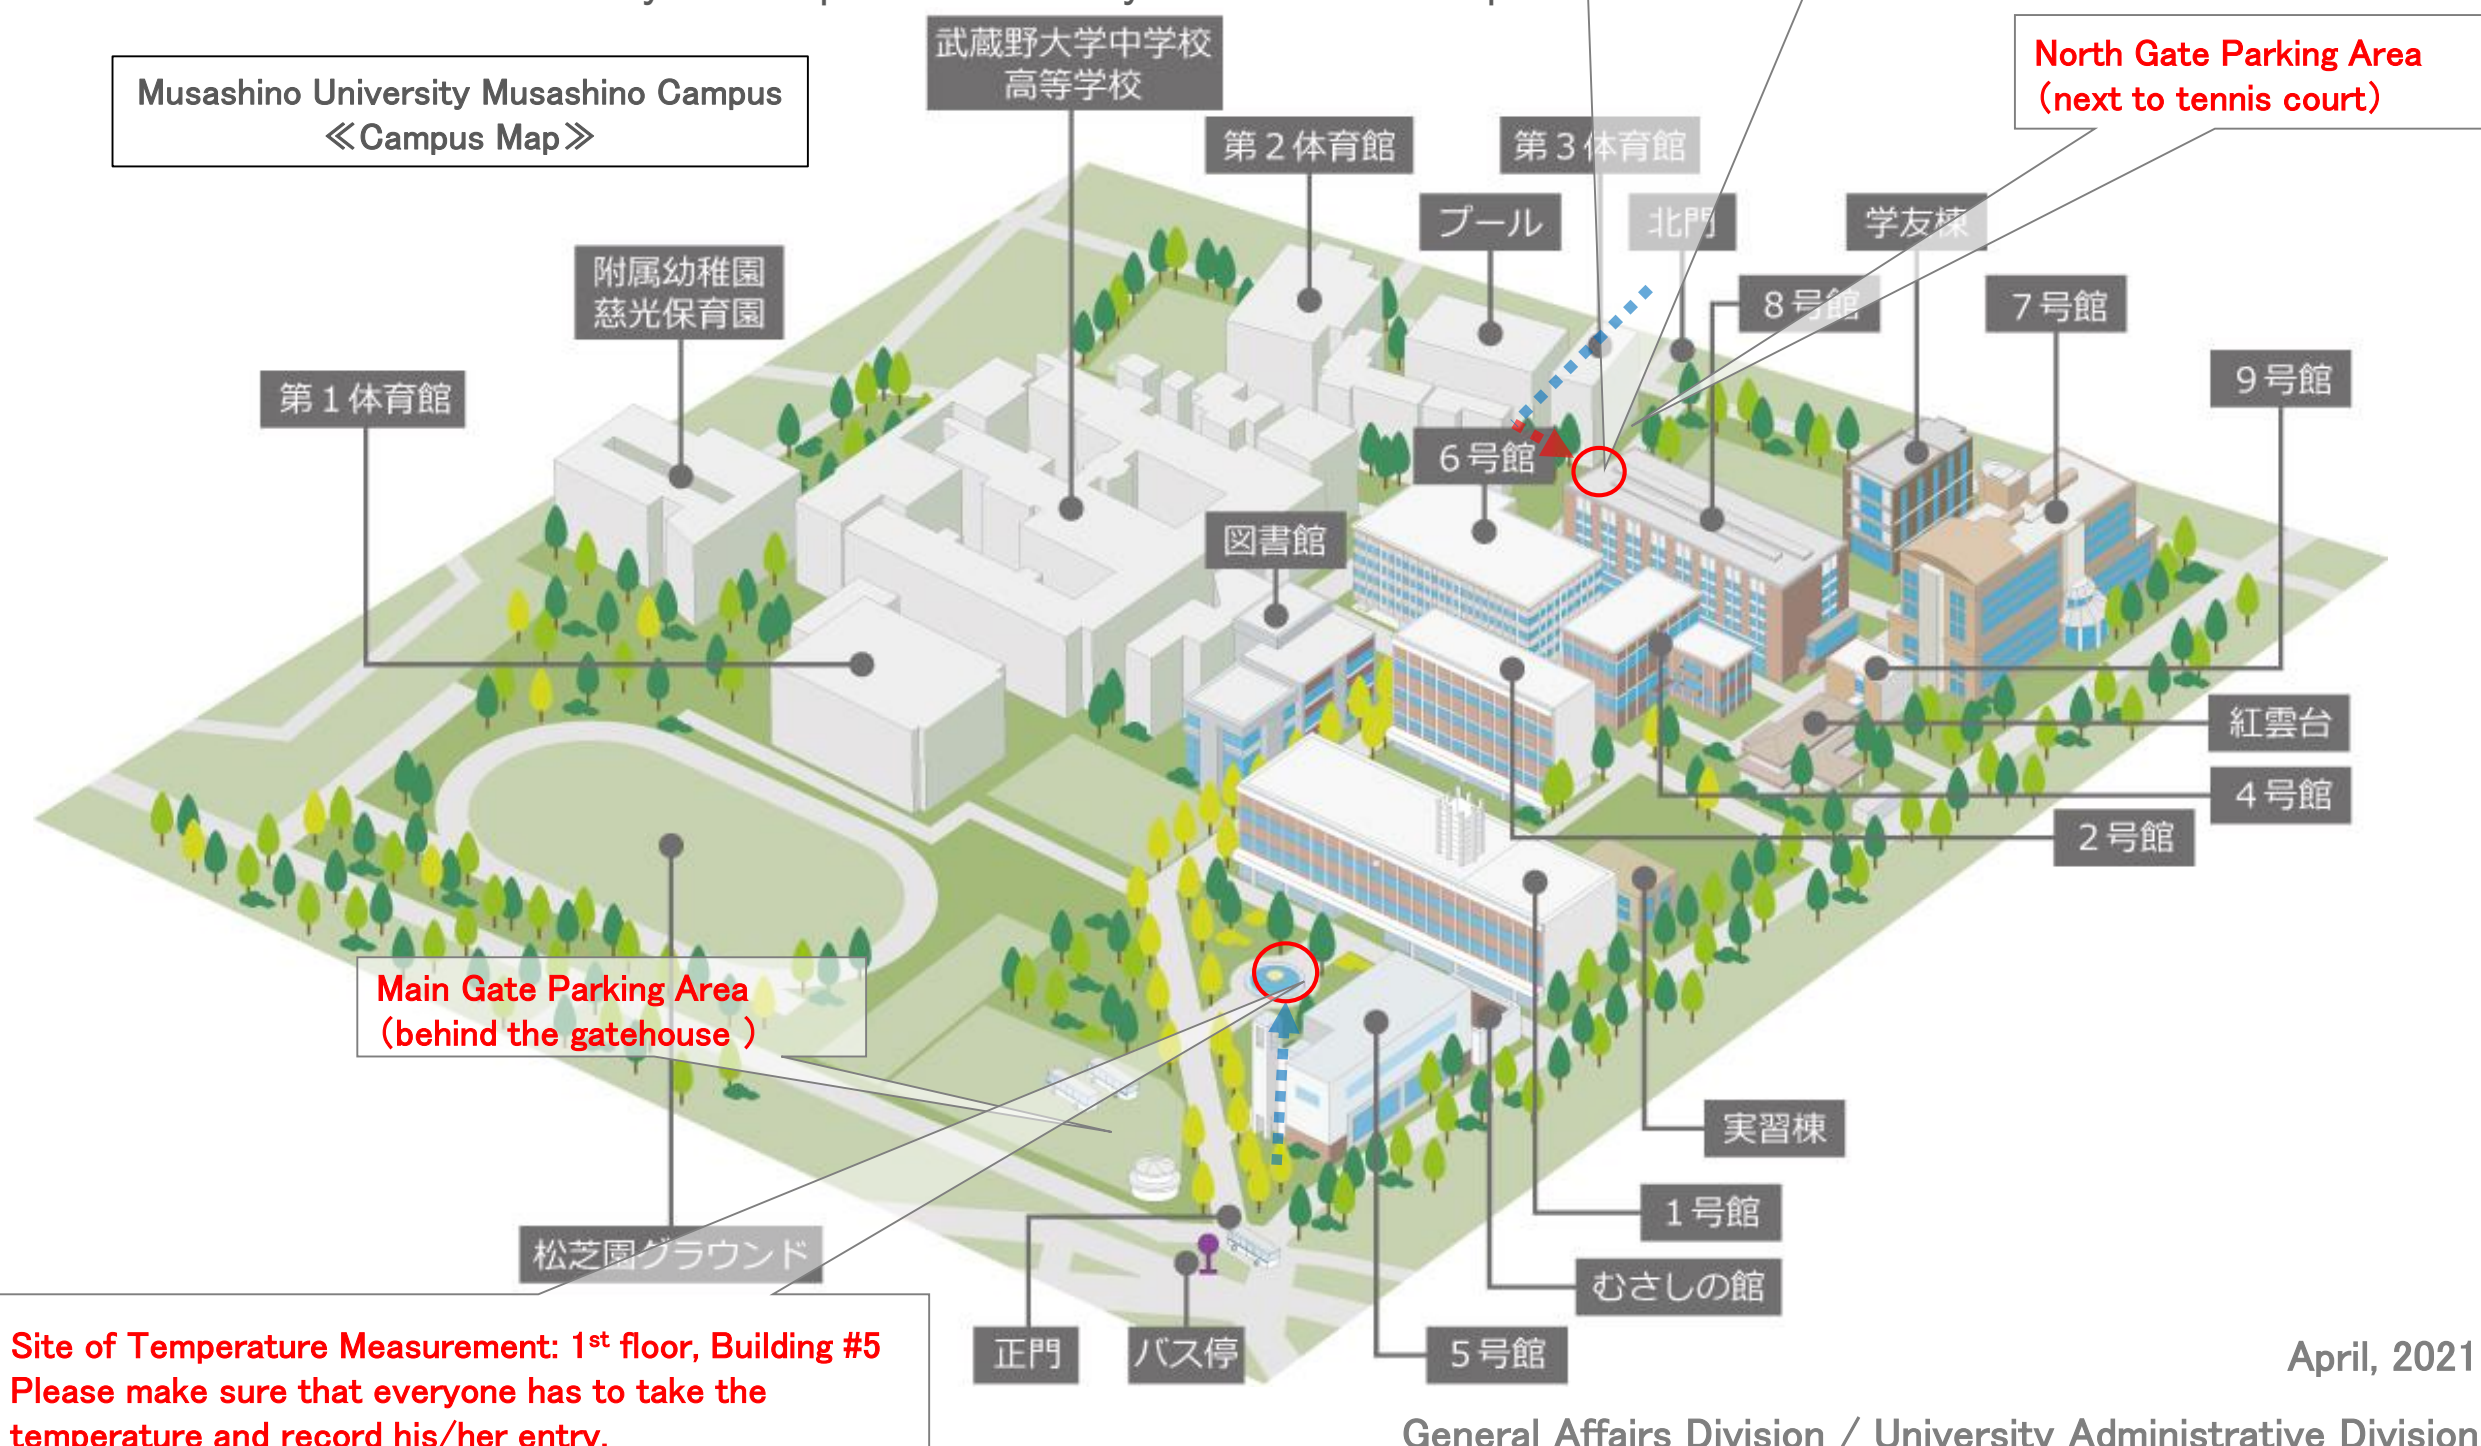 Musashino University Musashino Campus
≪Campus Map≫
武蔵野大学中学校
高等学校
North Gate Parking Area
(next to tennis court)
第２体育館
第３体育館
プール
北門
学友棟
附属幼稚園
慈光保育園
８号館
７号館
第１体育館
９号館
６号館
図書館
紅雲台
４号館
２号館
Main Gate Parking Area
(behind the gatehouse )
実習棟
１号館
松芝園グラウンド
むさしの館
正門
バス停
５号館
Site of Temperature Measurement: 1st floor, Building #5
Please make sure that everyone has to take the
temperature and record his/her entry.
April, 2021
General Affairs Division / University Administrative Division